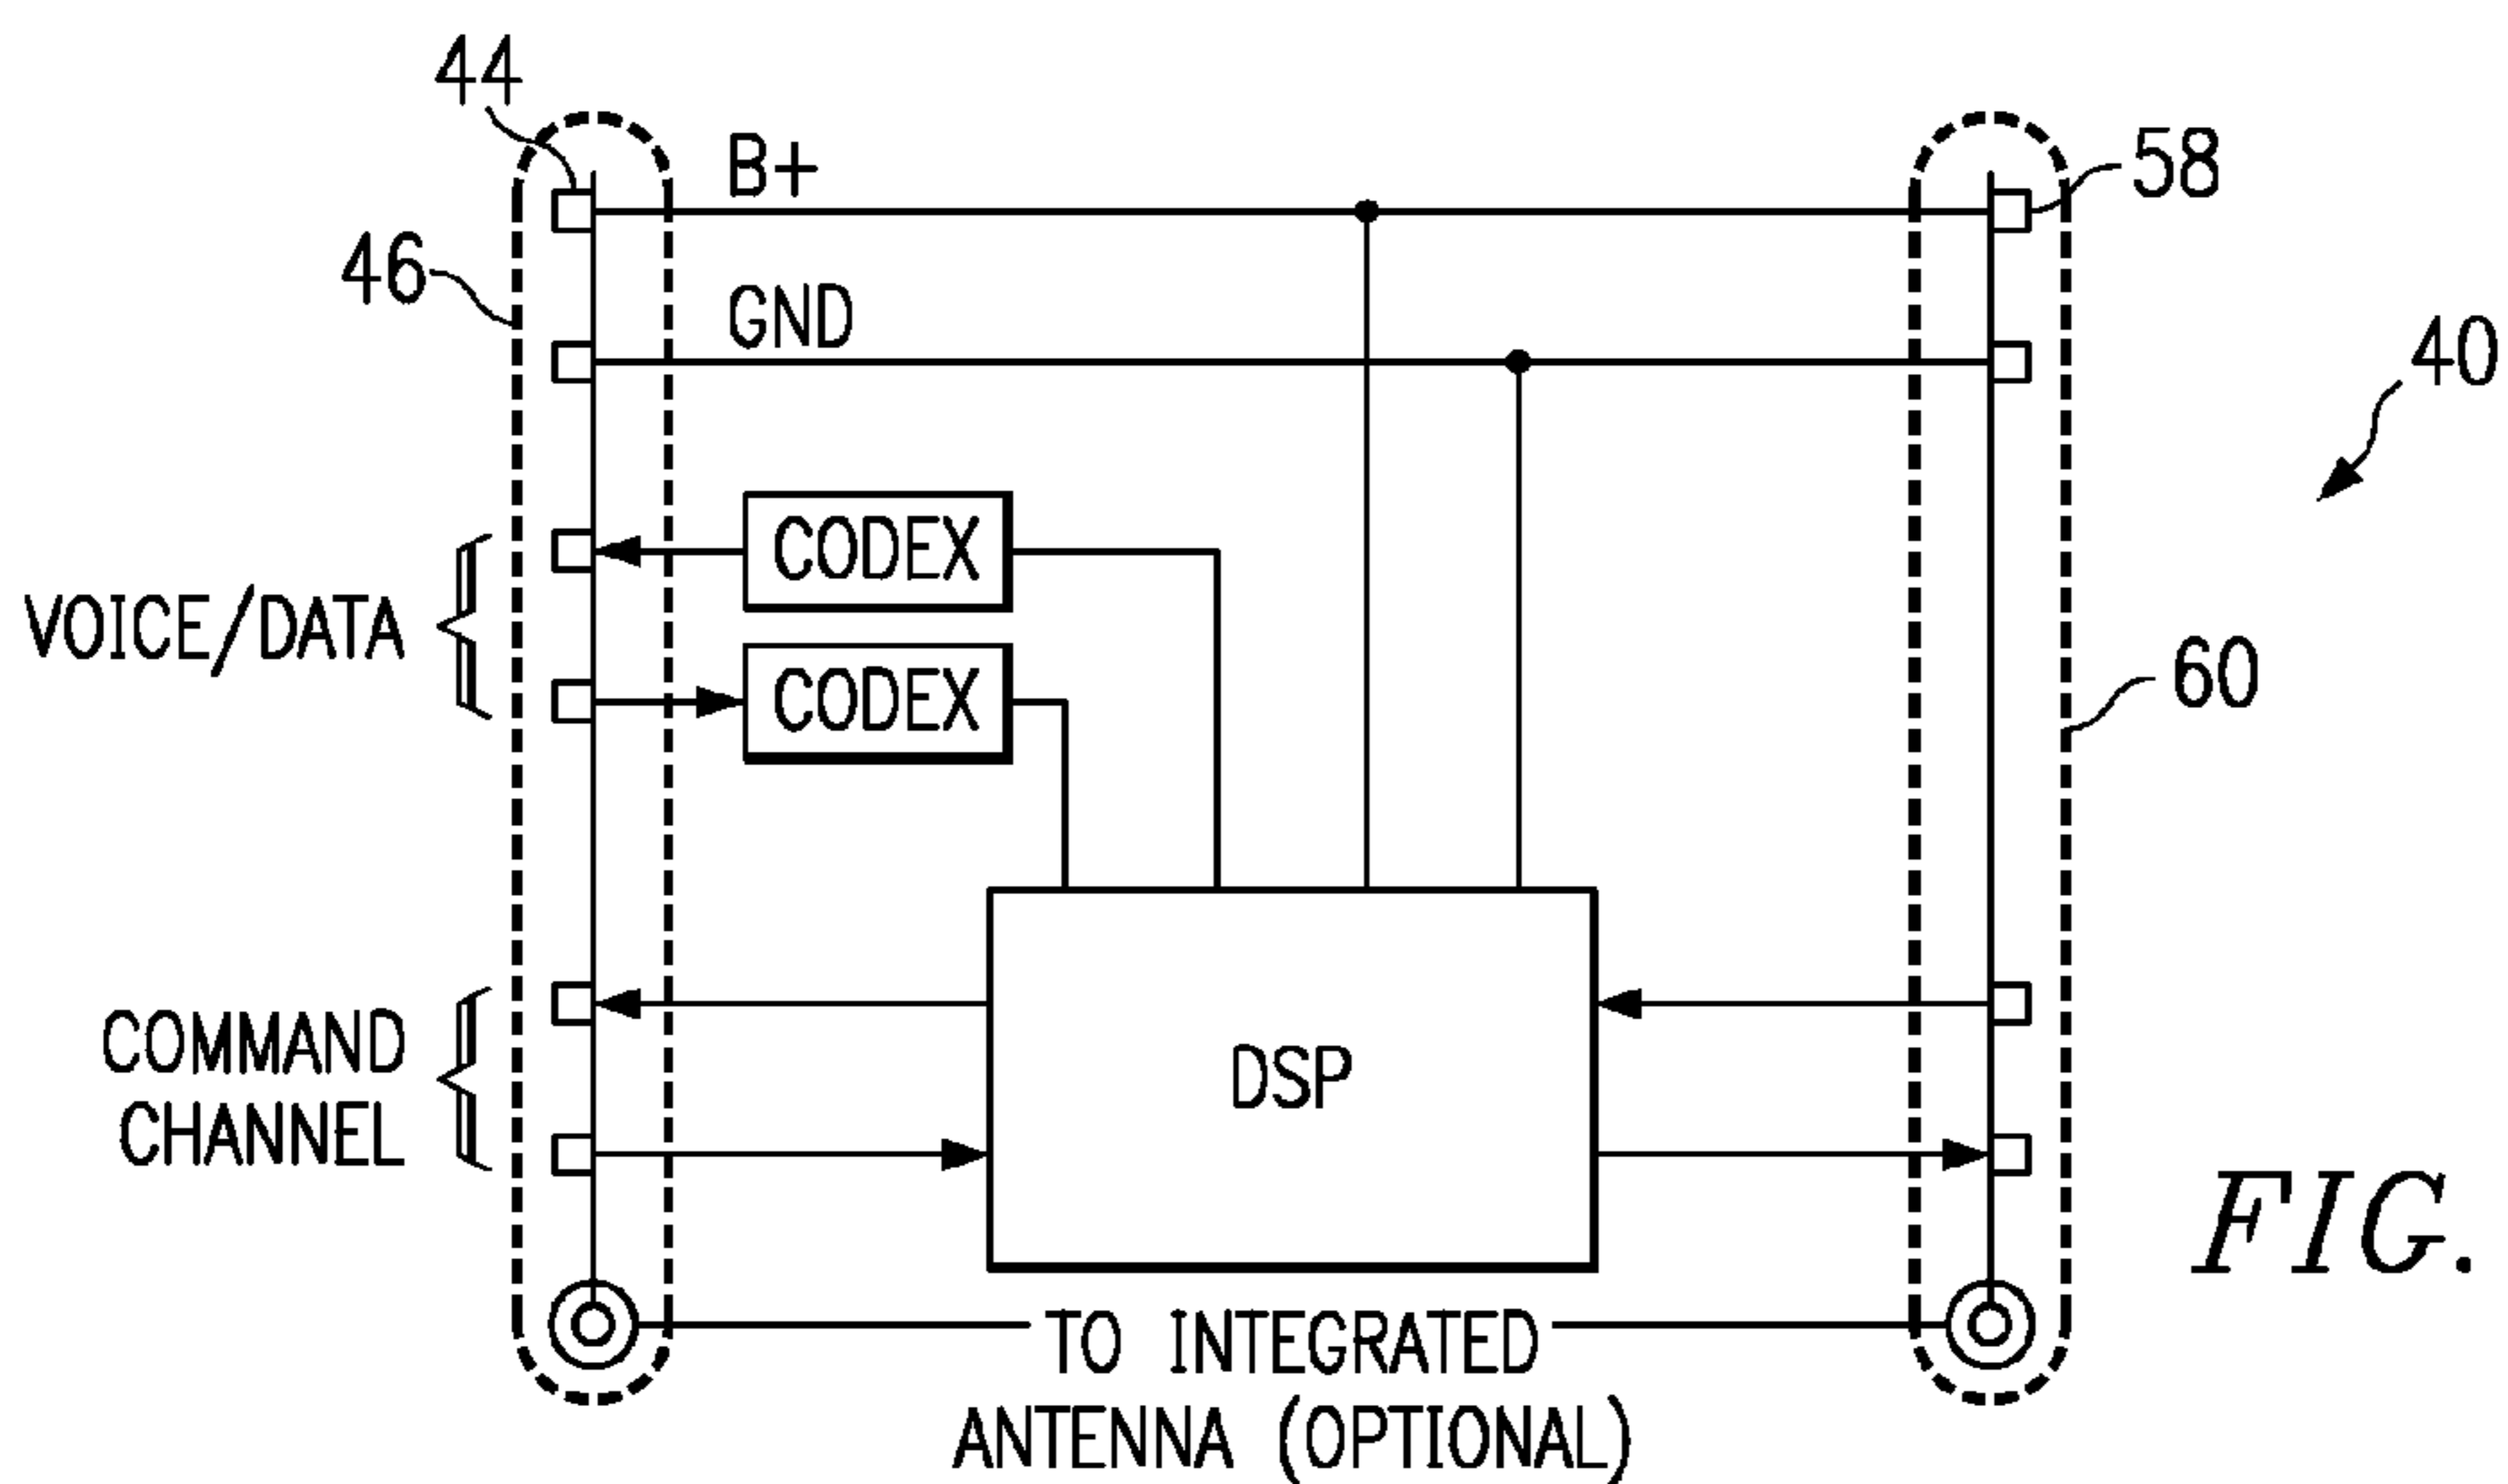 44
B+
58
46
GND
40
CODEX
VOICE/DATA
CODEX
60
COMMAND
CHANNEL
DSP
FIG.
TO INTEGRATED
ANTENNA (OPTIONAL)